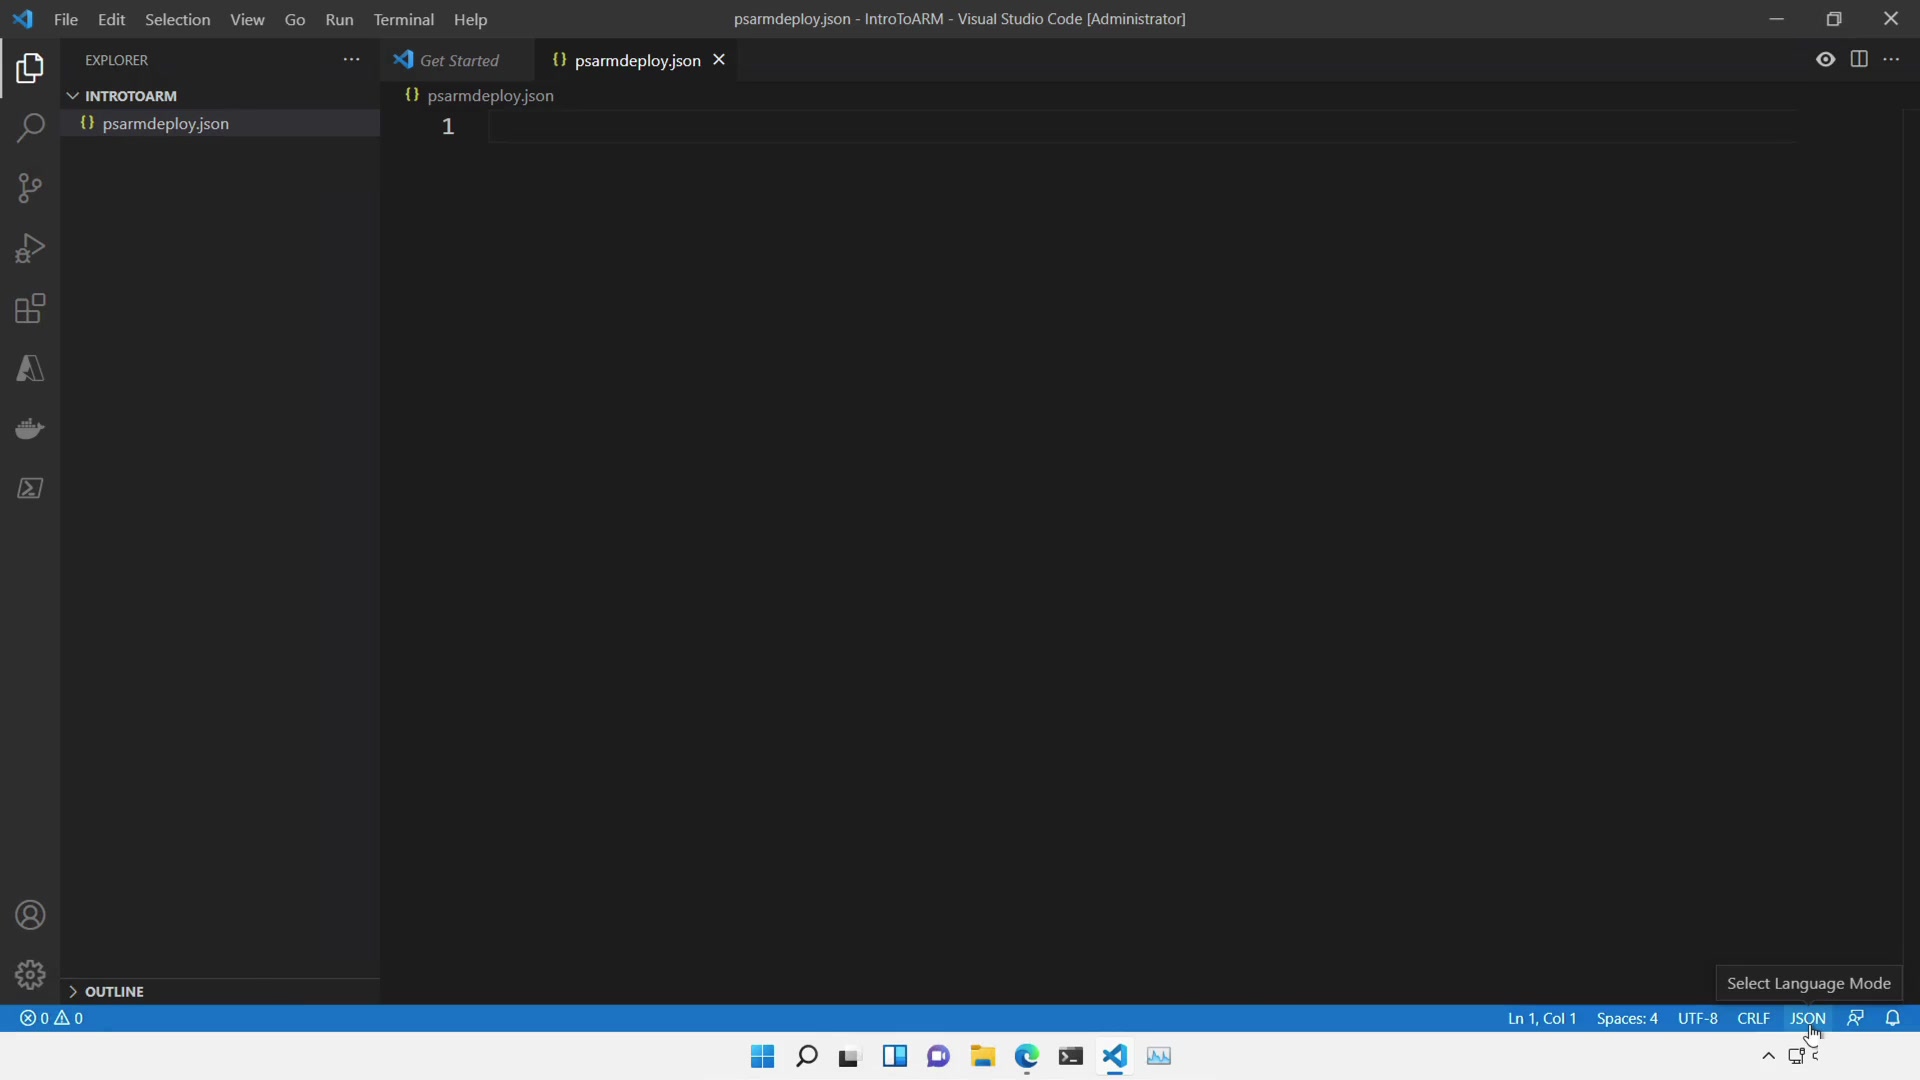 File Edit Selection View Go Run Terminal Help
psarmdeploy.json - IntroToARM - Visual Studio Code [Administrator]
EXPLORER
Get Started
psarmdeploy.json
INTROTOARM
psarmdeploy.json
psarmdeploy.json
1
OUTLINE
Select Language Mode
0 0
Ln 1, Col 1 Spaces: 4 UTF-8 CRLF JSON